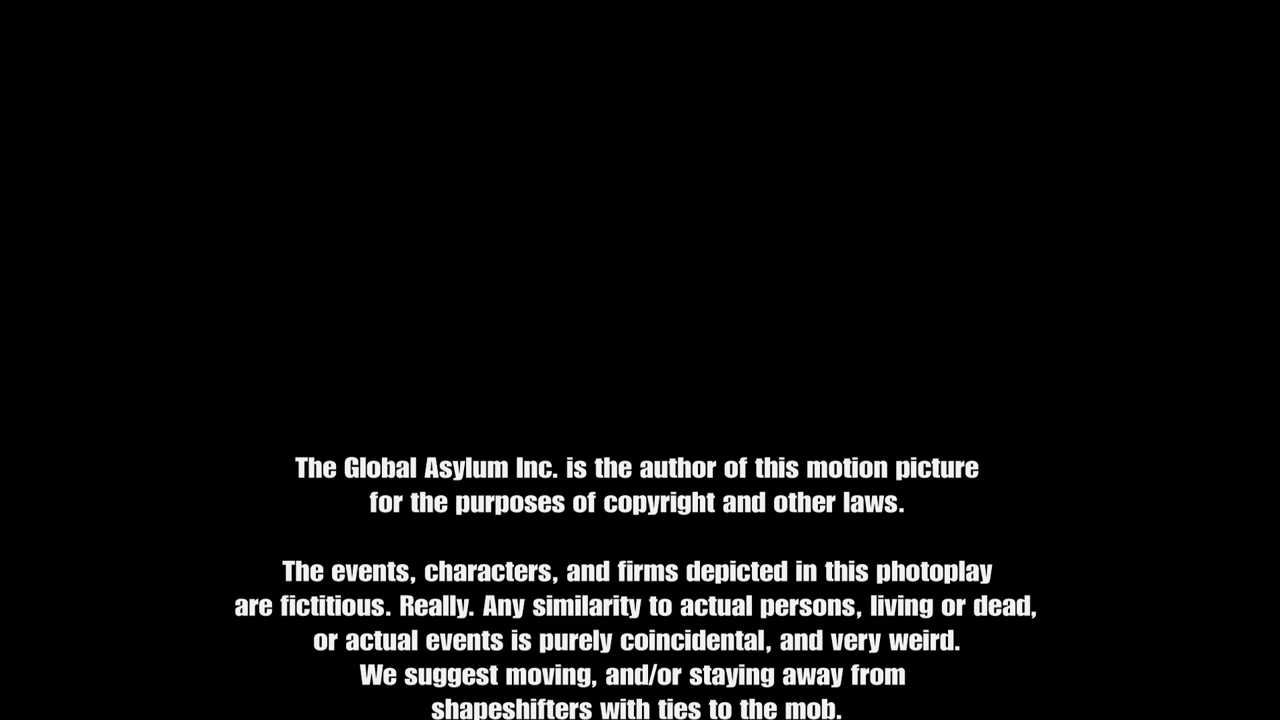 The Global Asylum Inc. is the author of this motion picture
for the purposes of copyright and other laws.
The events, characters, and firms depicted in this photoplay
are fictitious. Really. Any similarity to actual persons, living or dead,
or actual events is purely coincidental, and very weird.
We suggest moving, and/or staying away from
shapeshifters with ties to the mob.